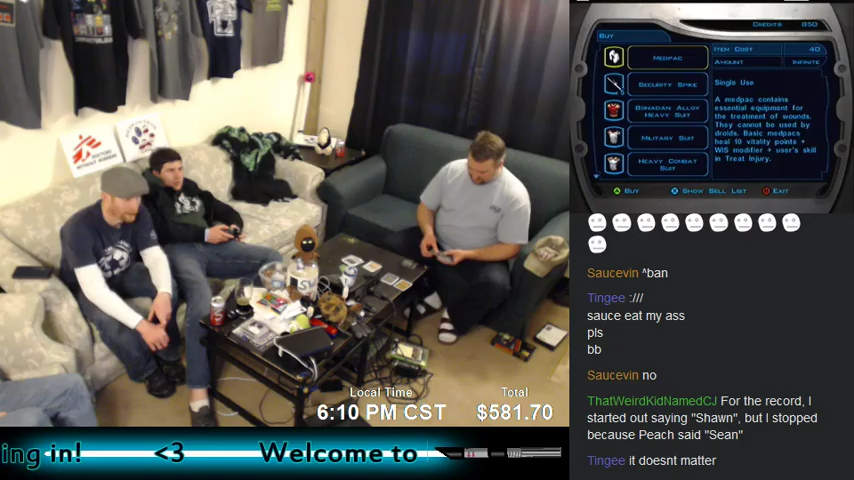 CREDITS 850
BUY
MEDPAC
SECURITY SPIKE
BONADAN ALLOY
HEAVY SUIT
MILITARY SUIT
HEAVY COMBAT
SUIT
ITEM COST 40
AMOUNT INFINITE
Single Use
A medpac contains
essential equipment for
the treatment of wounds.
They cannot be used by
droids. Basic medpacs
heal 10 vitality points +
WIS modifier + user's skill
in Treat Injury.
A BUY
X SHOW SELL LIST
EXIT
DOCTORS
WITHOUT BORDERS
Saucevin ^ban
Tingee :///
sauce eat my ass
pls
bb
Saucevin no
ThatWeirdKidNamedCJ For the record, I
started out saying "Shawn", but I stopped
because Peach said "Sean"
Tingee it doesnt matter
Local Time
6:10 PM CST
Total
$581.70
ing in! <3 Welcome to